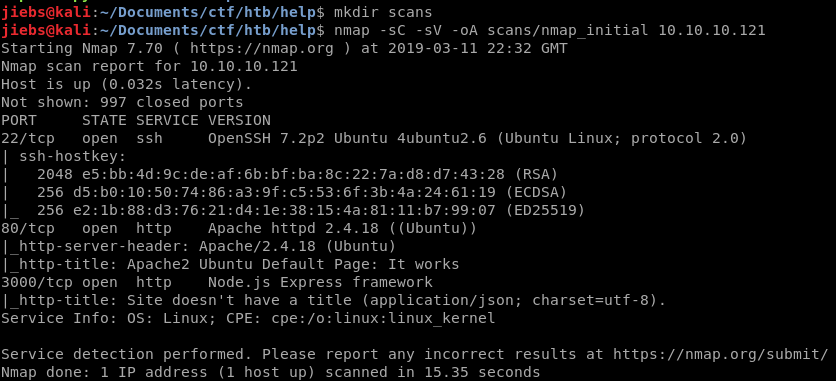 jiebs@kali:~/Documents/ctf/htb/help$ mkdir scans
jiebs@kali:~/Documents/ctf/htb/help$ nmap -sC -sV -oA scans/nmap_initial 10.10.10.121
Starting Nmap 7.70 ( https://nmap.org ) at 2019-03-11 22:32 GMT
Nmap scan report for 10.10.10.121
Host is up (0.032s latency).
Not shown: 997 closed ports
PORT     STATE SERVICE VERSION
22/tcp   open  ssh     OpenSSH 7.2p2 Ubuntu 4ubuntu2.6 (Ubuntu Linux; protocol 2.0)
| ssh-hostkey:
|   2048 e5:bb:4d:9c:de:af:6b:bf:ba:8c:22:7a:d8:d7:43:28 (RSA)
|   256 d5:b0:10:50:74:86:a3:9f:c5:53:6f:3b:4a:24:61:19 (ECDSA)
|_  256 e2:1b:88:d3:76:21:d4:1e:38:15:4a:81:11:b7:99:07 (ED25519)
80/tcp   open  http    Apache httpd 2.4.18 ((Ubuntu))
|_http-server-header: Apache/2.4.18 (Ubuntu)
|_http-title: Apache2 Ubuntu Default Page: It works
3000/tcp open  http    Node.js Express framework
|_http-title: Site doesn't have a title (application/json; charset=utf-8).
Service Info: OS: Linux; CPE: cpe:/o:linux:linux_kernel

Service detection performed. Please report any incorrect results at https://nmap.org/submit/
Nmap done: 1 IP address (1 host up) scanned in 15.35 seconds